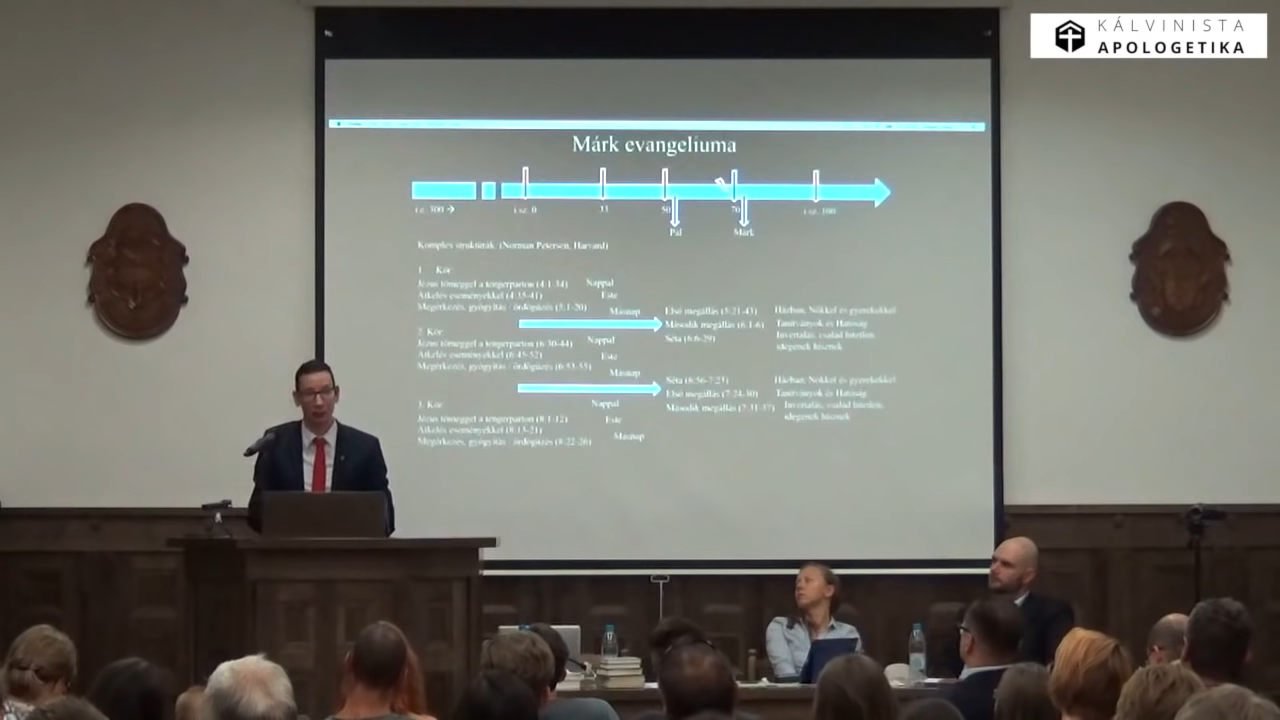 KÁLVINISTA
APOLOGETIKA
Márk evangéliuma
i.e. 300 → i.sz. 0 33 50 70 i.sz. 100
Pál Márk
Komplex struktúrák. (Norman Petersen, Harvard)
1. Kör:
Jézus tömeggel a tengerparton (4:1-34) Nappal
Átkelés eseményekkel (4:35-41) Este
Megérkezés, gyógyítás / ördögűzés (5:1-20) Másnap
Első megállás (5:21-43) Házban: Nőkkel és gyerekekkel
Második megállás (6:1-6) Tanítványok és Hatóság
Séta (6:6-29) Invertálás, család hitetlen,
idegenek hisznek
2. Kör:
Jézus tömeggel a tengerparton (6:30-44) Nappal
Átkelés eseményekkel (6:45-52) Este
Megérkezés, gyógyítás / ördögűzés (6:53-55) Másnap
Séta (6:56-7:23) Házban: Nőkkel és gyerekekkel
Első megállás (7:24-30) Tanítványok és Hatóság
Második megállás (7:31-37) Invertálás, család hitetlen,
idegenek hisznek
3. Kör:
Jézus tömeggel a tengerparton (8:1-12) Nappal
Átkelés eseményekkel (8:13-21) Este
Megérkezés, gyógyítás / ördögűzés (8:22-26) Másnap